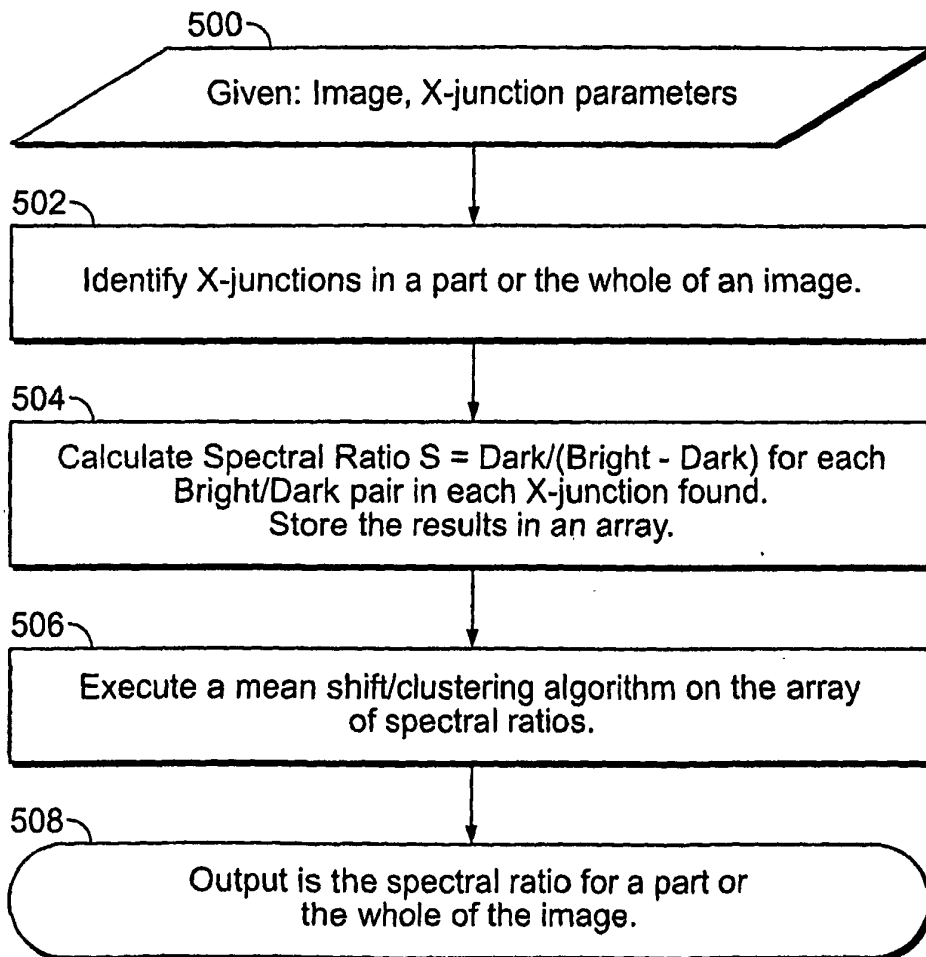 500
Given: Image, X-junction parameters
502
Identify X-junctions in a part or the whole of an image.
504
Calculate Spectral Ratio S = Dark/(Bright - Dark) for each
Bright/Dark pair in each X-junction found.
Store the results in an array.
506
Execute a mean shift/clustering algorithm on the array
of spectral ratios.
508
Output is the spectral ratio for a part or
the whole of the image.